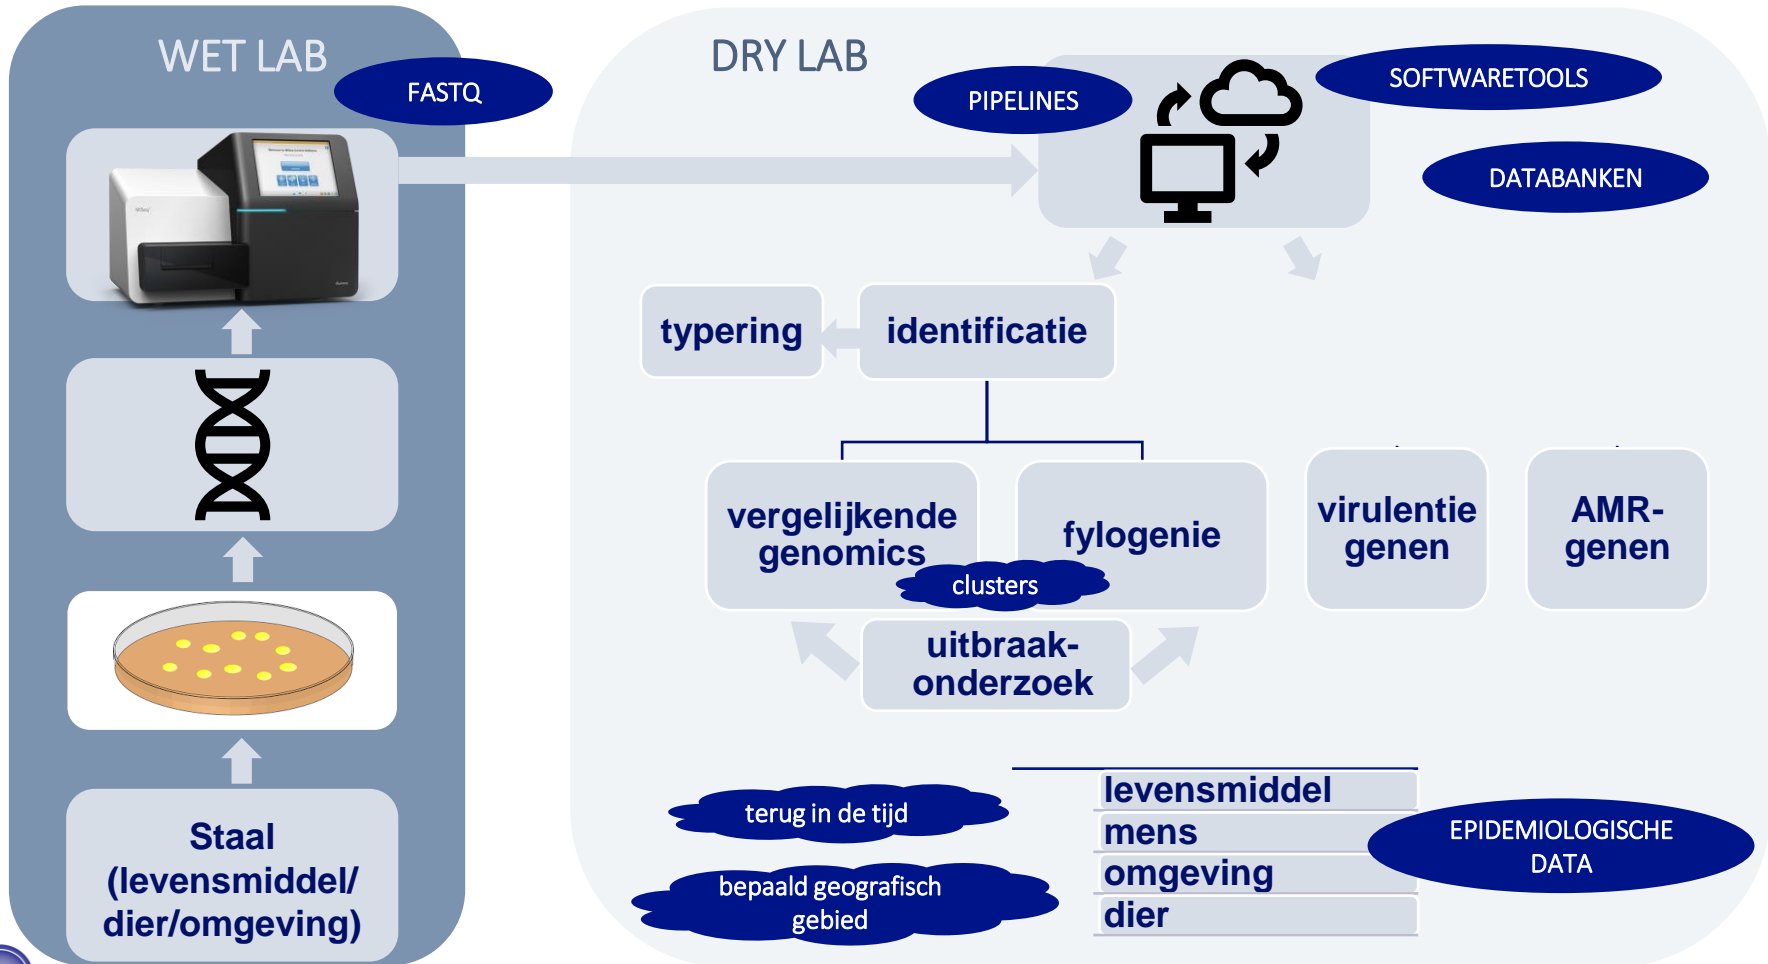 WET LAB
FASTQ
DRY LAB
PIPELINES
SOFTWARETOOLS
DATABANKEN
typering
identificatie
vergelijkende
genomics
fylogenie
clusters
virulentie
genen
AMR-
genen
uitbraak-
onderzoek
terug in de tijd
bepaald geografisch
gebied
levensmiddel
mens
omgeving
dier
EPIDEMIOLOGISCHE
DATA
Staal
(levensmiddel/
dier/omgeving)